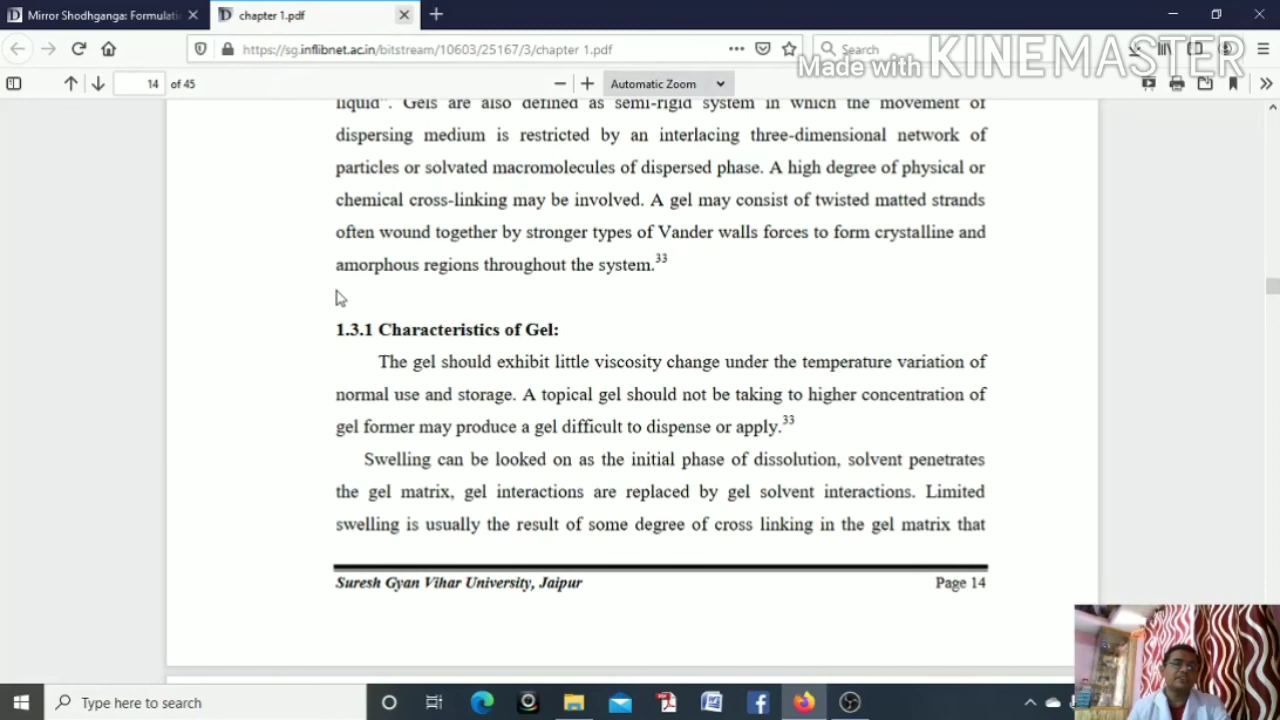 Mirror Shodhganga: Formulati
chapter 1.pdf
https://sg.inflibnet.ac.in/bitstream/10603/25167/3/chapter 1.pdf
Search
Made with KINEMASTER
14 of 45
Automatic Zoom
liquid". Gels are also defined as semi-rigid system in which the movement of
dispersing medium is restricted by an interlacing three-dimensional network of
particles or solvated macromolecules of dispersed phase. A high degree of physical or
chemical cross-linking may be involved. A gel may consist of twisted matted strands
often wound together by stronger types of Vander walls forces to form crystalline and
amorphous regions throughout the system.33
1.3.1 Characteristics of Gel:
The gel should exhibit little viscosity change under the temperature variation of
normal use and storage. A topical gel should not be taking to higher concentration of
gel former may produce a gel difficult to dispense or apply.33
Swelling can be looked on as the initial phase of dissolution, solvent penetrates
the gel matrix, gel interactions are replaced by gel solvent interactions. Limited
swelling is usually the result of some degree of cross linking in the gel matrix that
Suresh Gyan Vihar University, Jaipur
Page 14
Type here to search